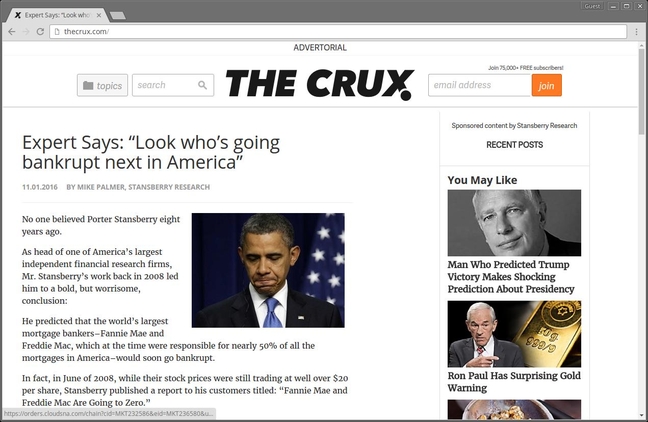 Guest
Expert Says: “Look who’
thecrux.com/
ADVERTORIAL
Join 75,000+ FREE subscribers!
topics
search
THE CRUX
email address
join
Expert Says: “Look who’s going
bankrupt next in America”
11.01.2016 BY MIKE PALMER, STANSBERRY RESEARCH
No one believed Porter Stansberry eight
years ago.
As head of one of America’s largest
independent financial research firms,
Mr. Stansberry’s work back in 2008 led
him to a bold, but worrisome,
conclusion:
He predicted that the world’s largest
mortgage bankers—Fannie Mae and
Freddie Mac, which at the time were responsible for nearly 50% of all the
mortgages in America—would soon go bankrupt.
In fact, in June of 2008, while their stock prices were still trading at well over $20
per share, Stansberry published a report to his customers titled: “Fannie Mae and
Freddie Mac Are Going to Zero.”
https://orders.cloudsna.com/chain?cid=MKT232586&eid=MKT236580&u...
Sponsored content by Stansberry Research
RECENT POSTS
You May Like
Man Who Predicted Trump
Victory Makes Shocking
Prediction About Presidency
Kg.
999/9
Ron Paul Has Surprising Gold
Warning